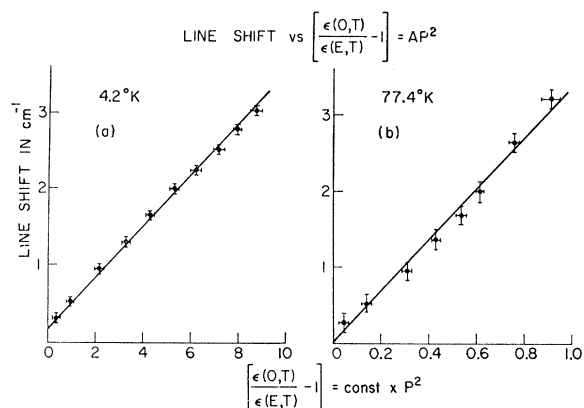 LINE SHIFT vs [ε(O,T)/ε(E,T) -1] = AP²
4.2°K
(a)
77.4°K
(b)
LINE SHIFT IN cm⁻¹
3
2
1
0 2 4 6 8 10
3
2
1
0 0.2 0.4 0.6 0.8 1.0
[ε(O,T)/ε(E,T) -1] = const x P²